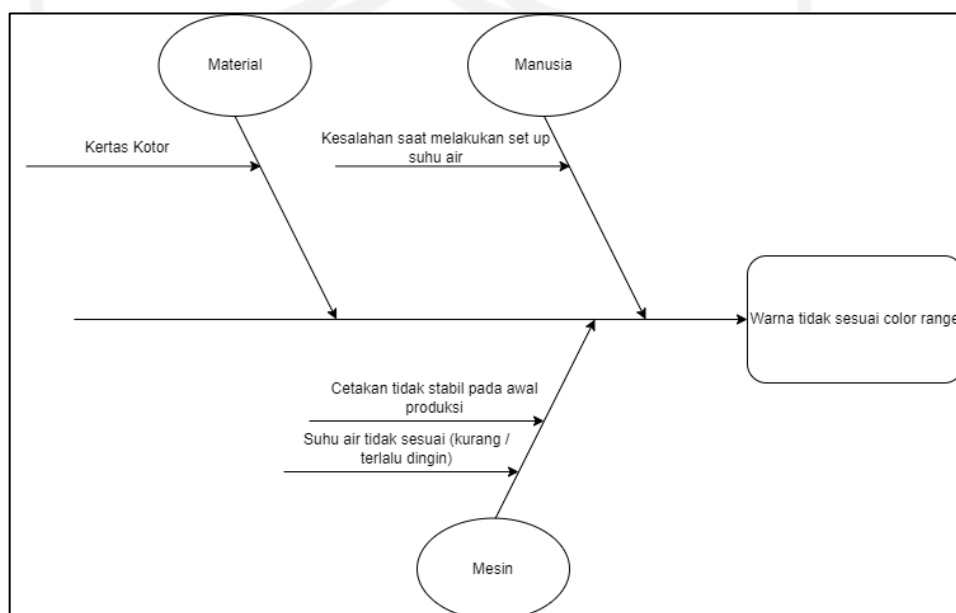 Material
Manusia
Kertas Kotor
Kesalahan saat melakukan set up
suhu air
Warna tidak sesuai color range
Cetakan tidak stabil pada awal
produksi
Suhu air tidak sesuai (kurang /
terlalu dingin)
Mesin